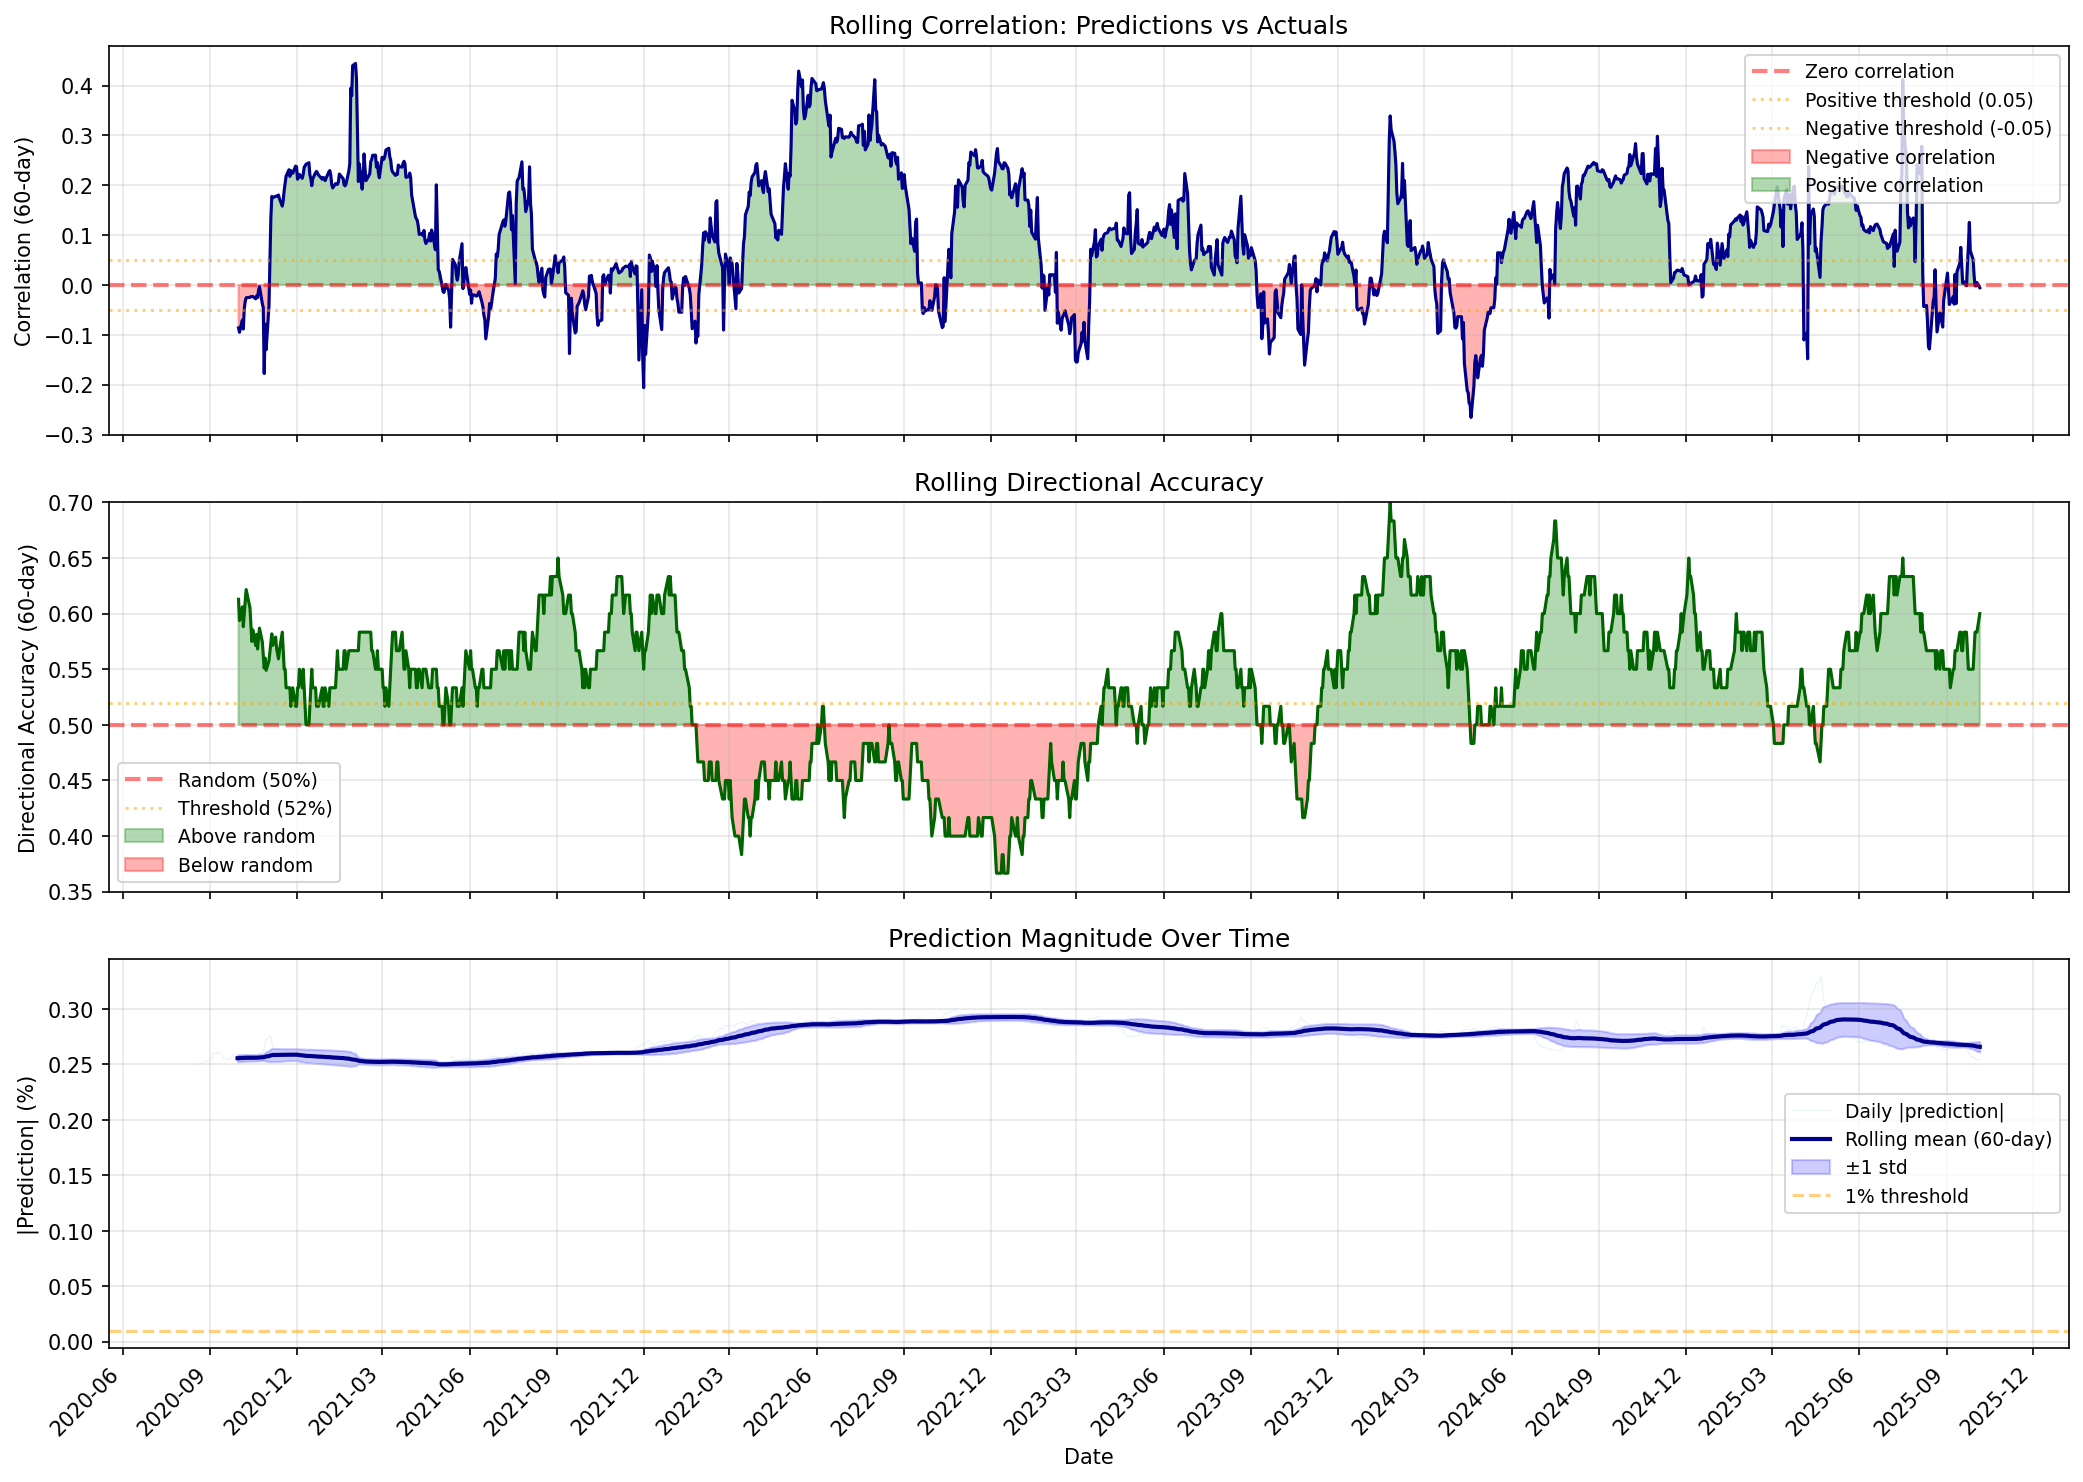 Rolling Correlation: Predictions vs Actuals
Correlation (60-day)
0.4
0.3
0.2
0.1
0.0
−0.1
−0.2
−0.3
Zero correlation
Positive threshold (0.05)
Negative threshold (-0.05)
Negative correlation
Positive correlation
Rolling Directional Accuracy
Directional Accuracy (60-day)
0.70
0.65
0.60
0.55
0.50
0.45
0.40
0.35
Random (50%)
Threshold (52%)
Above random
Below random
Prediction Magnitude Over Time
|Prediction| (%)
0.30
0.25
0.20
0.15
0.10
0.05
0.00
Daily |prediction|
Rolling mean (60-day)
±1 std
1% threshold
2020-06
2020-09
2020-12
2021-03
2021-06
2021-09
2021-12
2022-03
2022-06
2022-09
2022-12
2023-03
2023-06
2023-09
2023-12
2024-03
2024-06
2024-09
2024-12
2025-03
2025-06
2025-09
2025-12
Date